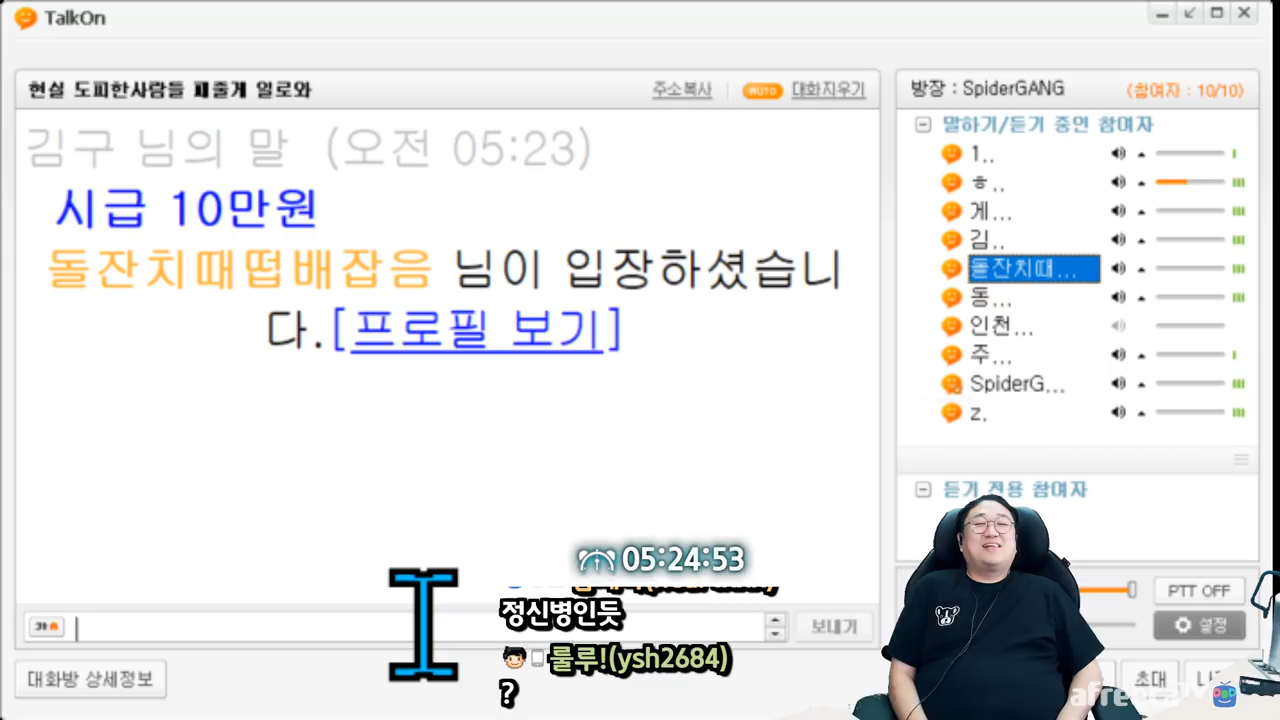 TalkOn
현실 도피한사람들 패줄게 일로와
주소복사
AUTO
대화지우기
김구 님의 말 (오전 05:23)
시급 10만원
돌잔치때떱배잡음 님이 입장하셨습니
다.[프로필 보기]
방장 : SpiderGANG
(참여자 : 10/10)
말하기/듣기 중인 참여자
1..
ㅎ..
게...
김..
돌잔치때...
동...
인천...
주...
SpiderG...
z.
듣기 전용 참여자
05:24:53
정신병인듯
룰루!(ysh2684)
?
가
보내기
PTT OFF
설정
대화방 상세정보
초대
afreecaTV